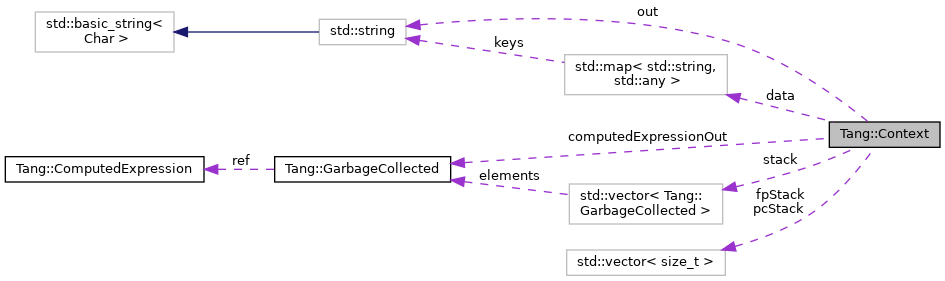 out
std::basic_string<
Char >
std::string
keys
std::map< std::string,
std::any >
data
Tang::Context
computedExpressionOut
stack
ref
Tang::ComputedExpression
Tang::GarbageCollected
elements
std::vector< Tang::
GarbageCollected >
fpStack
pcStack
std::vector< size_t >